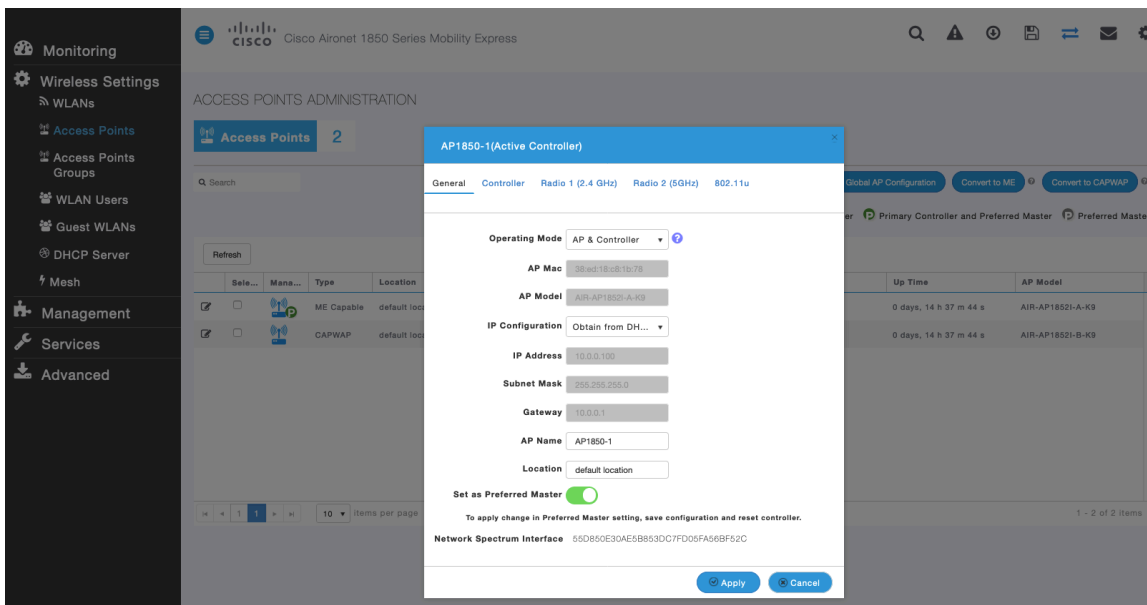 Monitoring
Wireless Settings
WLANs
Access Points
Access Points
Groups
WLAN Users
Guest WLANs
DHCP Server
Mesh
Management
Services
Advanced
CISCO Cisco Aironet 1850 Series Mobility Express
ACCESS POINTS ADMINISTRATION
Access Points 2
Search
Global AP Configuration Convert to ME Convert to CAPWAP
er P Primary Controller and Preferred Master P Preferred Maste
Refresh
Sele... Mana... Type Location Up Time AP Model
P ME Capable default loca 0 days, 14 h 37 m 44 s AIR-AP1852I-A-K9
CAPWAP default loca 0 days, 14 h 37 m 44 s AIR-AP1852I-B-K9
1 1 10 items per page 1 - 2 of 2 items
AP1850-1(Active Controller)
General Controller Radio 1 (2.4 GHz) Radio 2 (5GHz) 802.11u
Operating Mode AP & Controller ?
AP Mac 38:ed:18:c8:1b:78
AP Model AIR-AP1852I-A-K9
IP Configuration Obtain from DH...
IP Address 10.0.0.100
Subnet Mask 255.255.255.0
Gateway 10.0.0.1
AP Name AP1850-1
Location default location
Set as Preferred Master
To apply change in Preferred Master setting, save configuration and reset controller.
Network Spectrum Interface 55D850E30AE5B853DC7FD05FA56BF52C
Apply Cancel